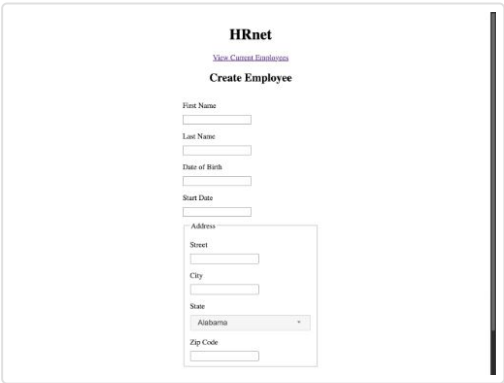 HRnet
View Current Employees
Create Employee
First Name
Last Name
Date of Birth
Start Date
Address
Street
City
State
Alabama
Zip Code